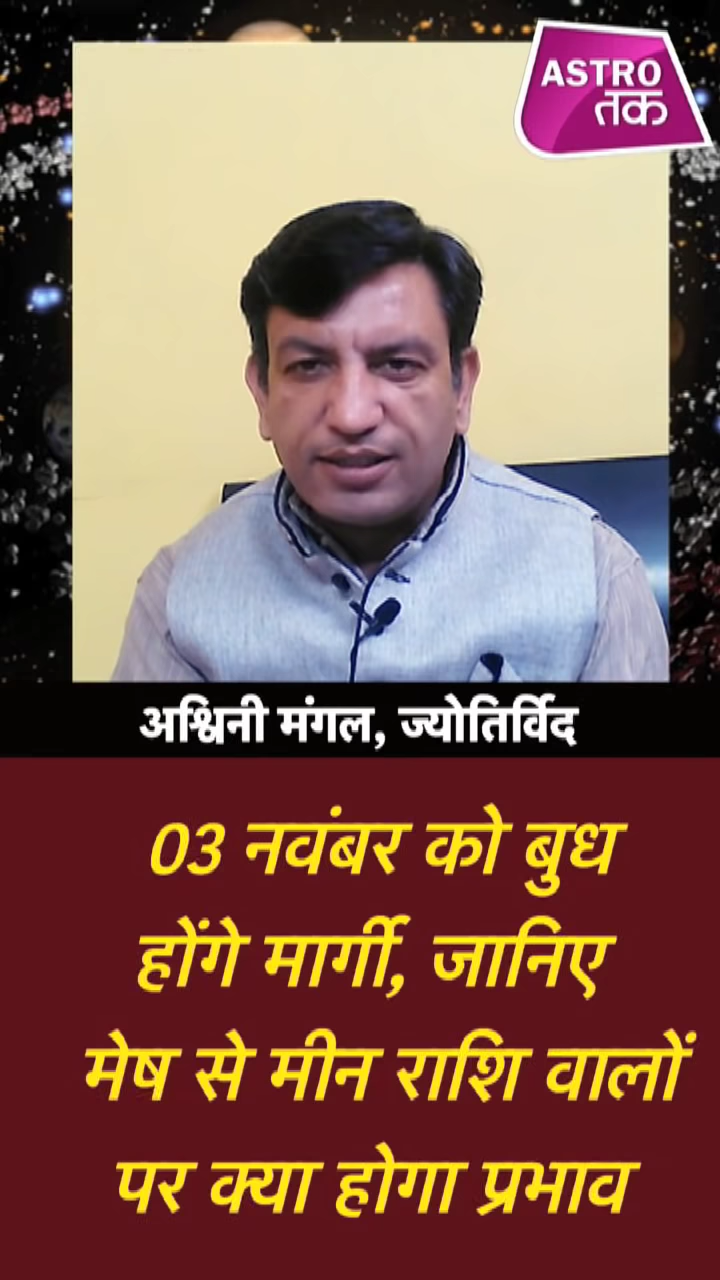 ASTRO
तक
अश्विनी मंगल, ज्योतिर्विद
03 नवंबर को बुध
होंगे मार्गी, जानिए
मेष से मीन राशि वालों
पर क्या होगा प्रभाव